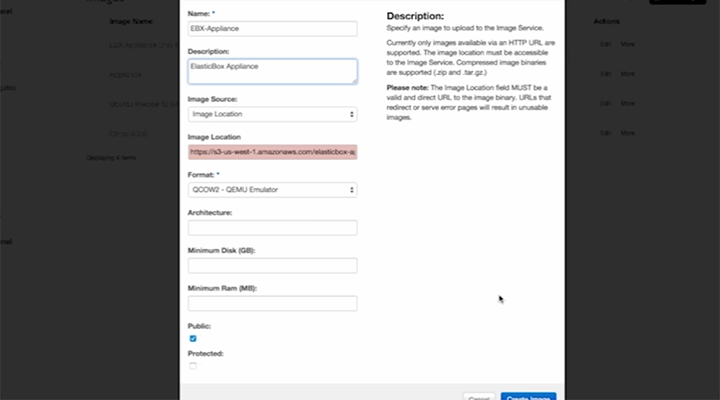 Name: *
EBX-Appliance
Description:
ElasticBox Appliance
Image Source:
Image Location
Image Location
https://s3-us-west-1.amazonaws.com/elasticbox-a
Format: *
QCOW2 - QEMU Emulator
Architecture:
Minimum Disk (GB):
Minimum Ram (MB):
Public:
Protected:
Description:
Specify an image to upload to the Image Service.
Currently only images available via an HTTP URL are
supported. The image location must be accessible
to the Image Service. Compressed image binaries
are supported (.zip and .tar.gz.)
Please note: The Image Location field MUST be a
valid and direct URL to the image binary. URLs that
redirect or serve error pages will result in unusable
images.
Cancel
Create Image
Image Name
Actions
Edit More
Edit More
Edit More
Edit More
Displaying 4 items